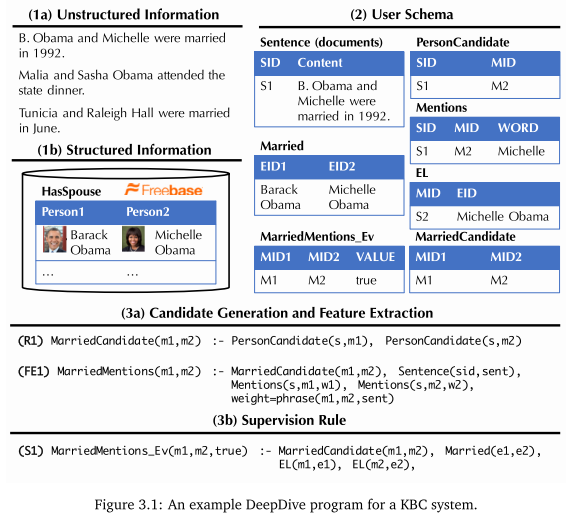 (1a) Unstructured Information
B. Obama and Michelle were married
in 1992.
Malia and Sasha Obama attended the
state dinner.
Tunicia and Raleigh Hall were married
in June.
(1b) Structured Information
HasSpouse Freebase
Person1 Person2
Barack
Obama
Michelle
Obama
... ...
(2) User Schema
Sentence (documents)
SID Content
S1 B. Obama and
Michelle were
married in 1992.
PersonCandidate
SID MID
S1 M2
Mentions
SID MID WORD
S1 M2 Michelle
Married
EID1 EID2
Barack
Obama
Michelle
Obama
EL
MID EID
S2 Michelle Obama
MarriedMentions_Ev
MID1 MID2 VALUE
M1 M2 true
MarriedCandidate
MID1 MID2
M1 M2
(3a) Candidate Generation and Feature Extraction
(R1) MarriedCandidate(m1,m2) :- PersonCandidate(s,m1), PersonCandidate(s,m2)
(FE1) MarriedMentions(m1,m2) :- MarriedCandidate(m1,m2), Sentence(sid,sent),
Mentions(s,m1,w1), Mentions(s,m2,w2),
weight=phrase(m1,m2,sent)
(3b) Supervision Rule
(S1) MarriedMentions_Ev(m1,m2,true) :- MarriedCandidate(m1,m2), Married(e1,e2),
EL(m1,e1), EL(m2,e2),
Figure 3.1: An example DeepDive program for a KBC system.